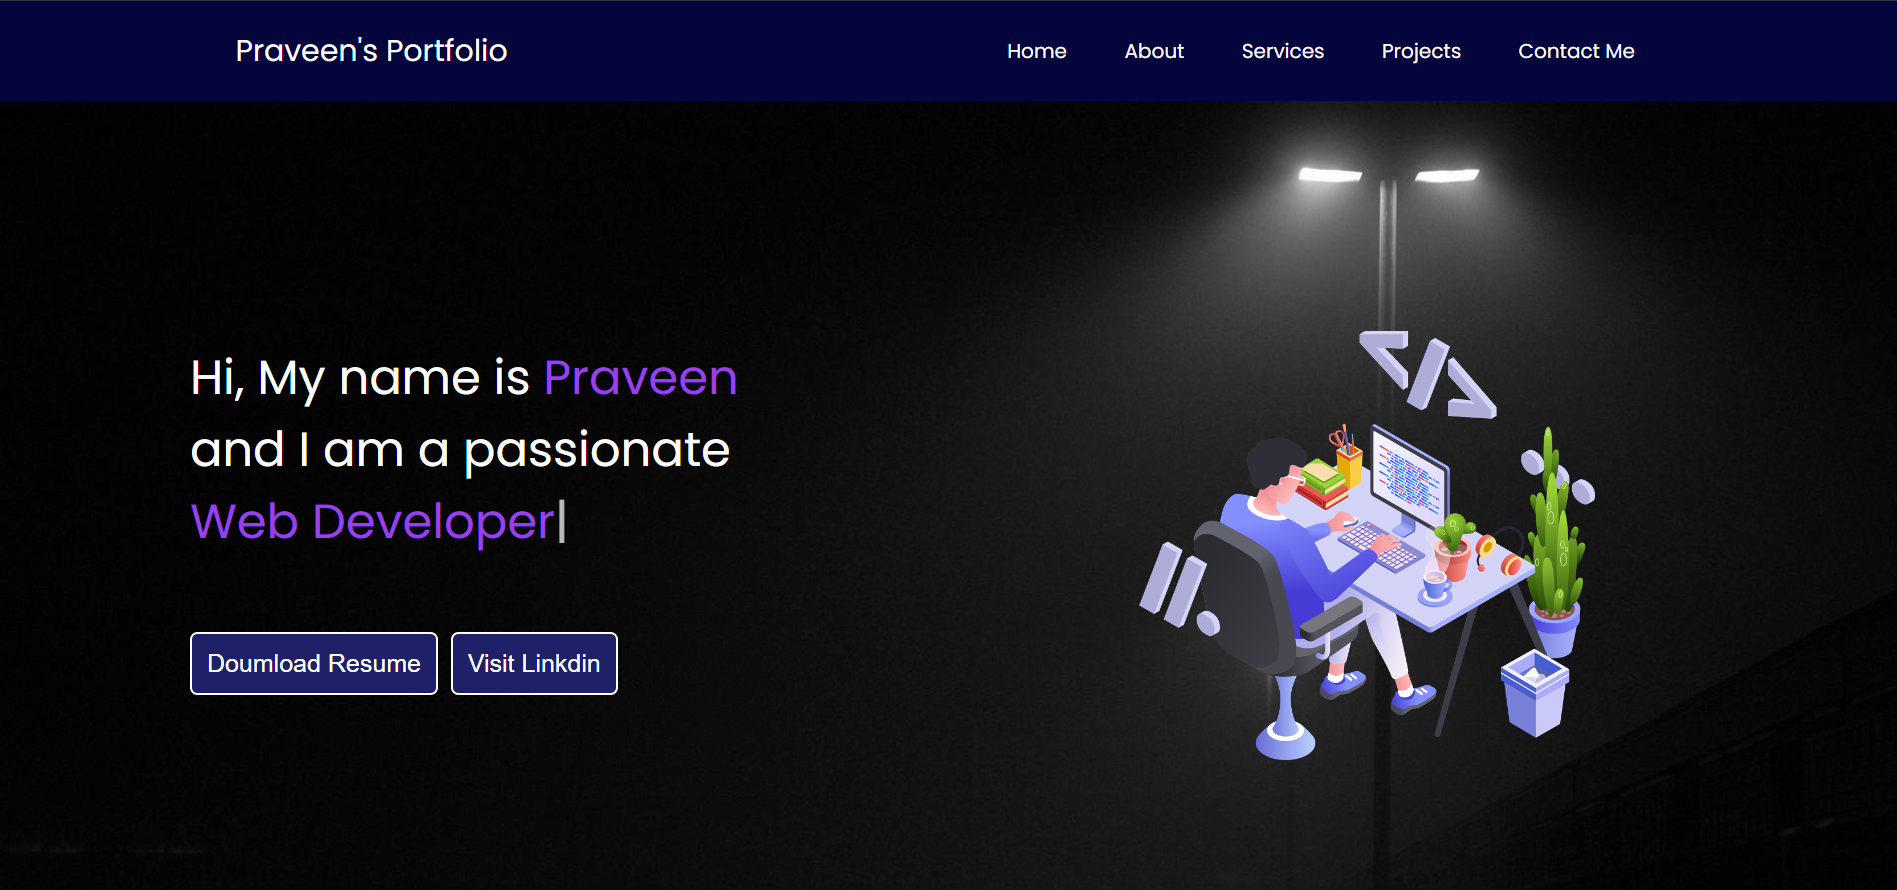 Praveen's Portfolio
Home About Services Projects Contact Me
Hi, My name is Praveen
and I am a passionate
Web Developer|
Doumload Resume Visit Linkdin